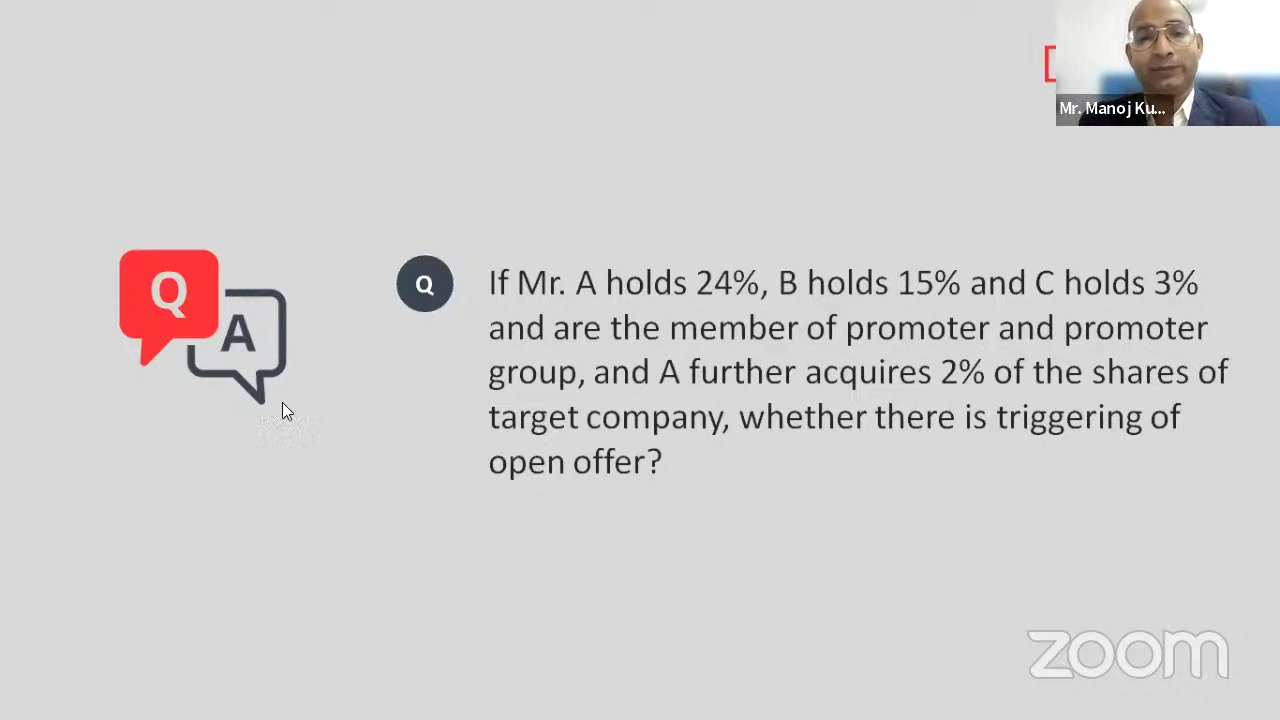 Mr. Manoj Ku...
Q
A
Q
If Mr. A holds 24%, B holds 15% and C holds 3%
and are the member of promoter and promoter
group, and A further acquires 2% of the shares of
target company, whether there is triggering of
open offer?
zoom